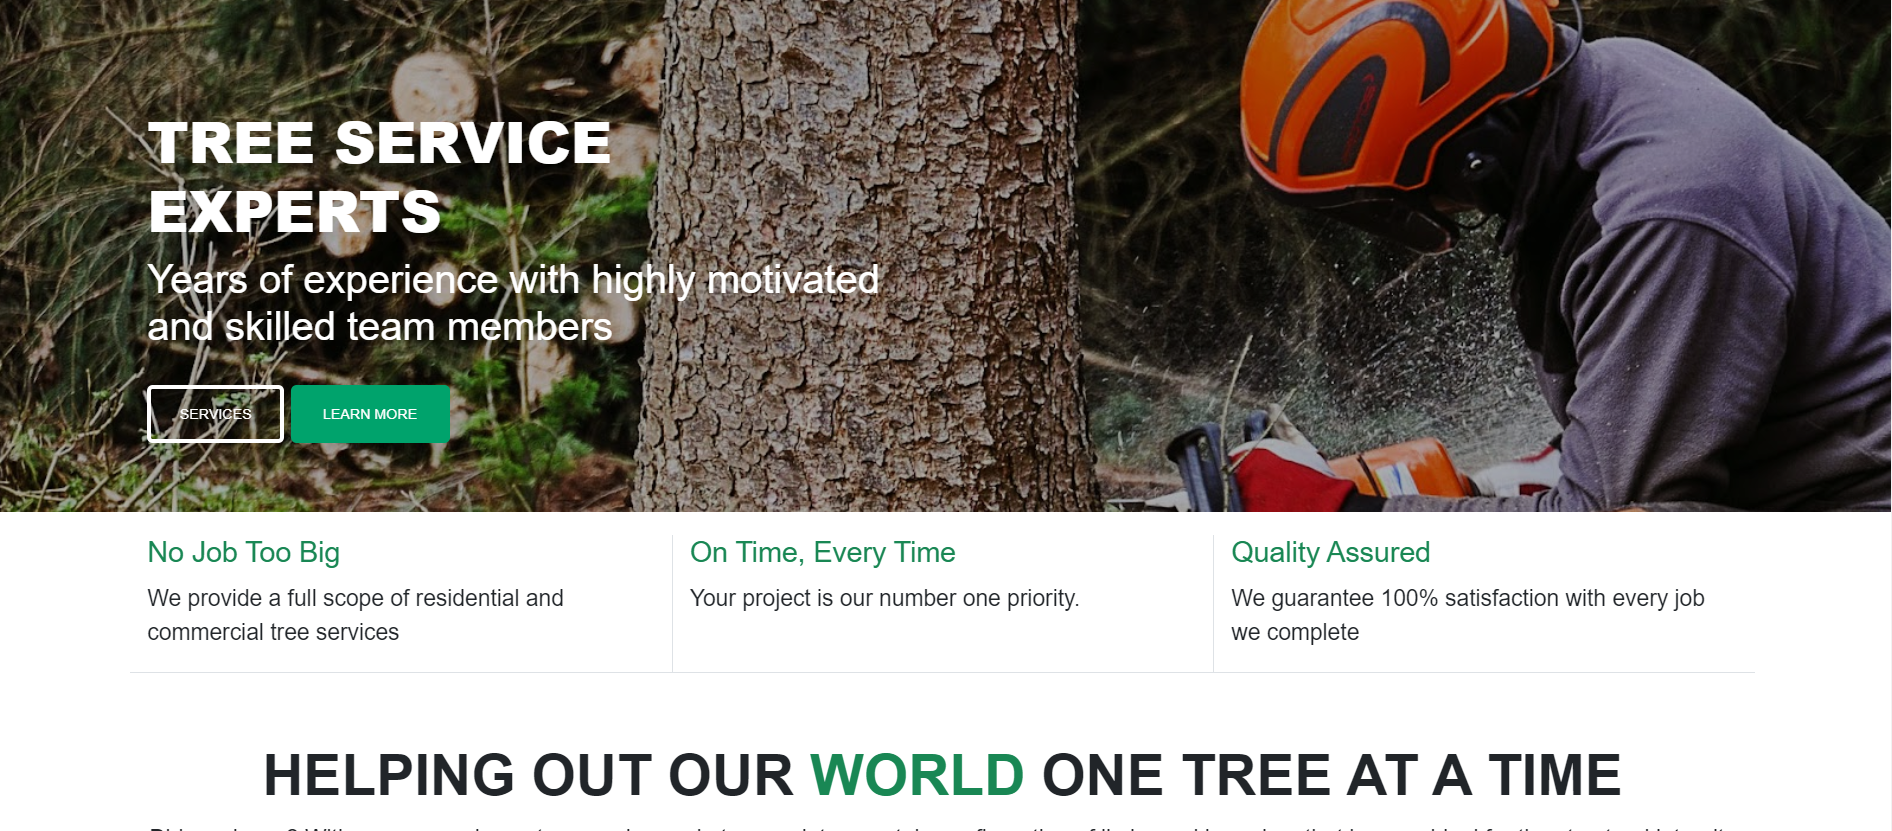 TREE SERVICE
EXPERTS
Years of experience with highly motivated
and skilled team members
SERVICES
LEARN MORE
No Job Too Big
We provide a full scope of residential and
commercial tree services
On Time, Every Time
Your project is our number one priority.
Quality Assured
We guarantee 100% satisfaction with every job
we complete
HELPING OUT OUR WORLD ONE TREE AT A TIME